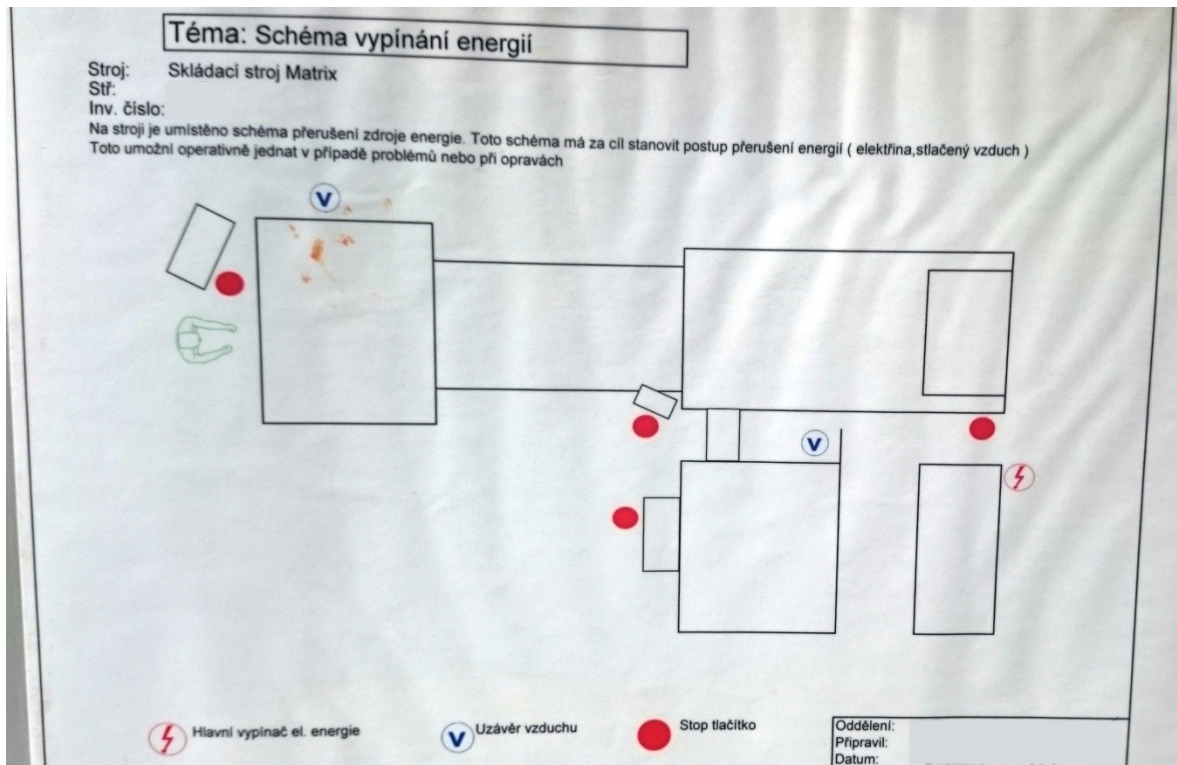 Téma: Schéma vypínání energií
Stroj: Skládací stroj Matrix
Stř:
Inv. číslo:
Na stroji je umístěno schéma přerušení zdroje energie. Toto schéma má za cíl stanovit postup přerušení energií ( elektřina,stlačený vzduch )
Toto umožní operativně jednat v případě problémů nebo při opravách
V
V
Hlavní vypínač el. energie
V Uzávěr vzduchu
Stop tlačítko
Oddělení:
Připravil:
Datum: